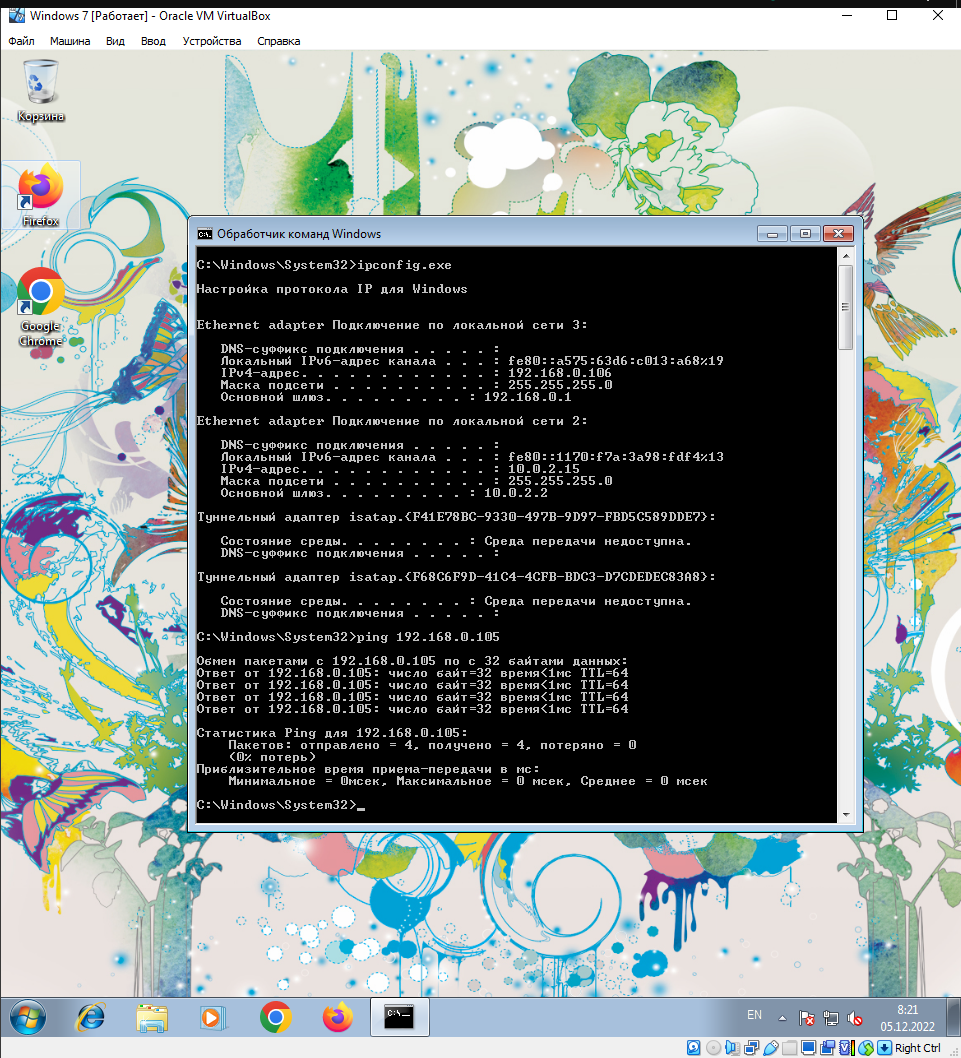 Windows 7 [Работает] - Oracle VM VirtualBox
Файл Машина Вид Ввод Устройства Справка
Корзина
Firefox
Google
Chrome
Обработчик команд Windows
C:\Windows\System32>ipconfig.exe
Настройка протокола IP для Windows
Ethernet adapter Подключение по локальной сети 3:
DNS-суффикс подключения . . . . . :
Локальный IPv6-адрес канала . . . : fe80::a575:63d6:c013:a68%19
IPv4-адрес. . . . . . . . . . . . : 192.168.0.106
Маска подсети . . . . . . . . . . : 255.255.255.0
Основной шлюз. . . . . . . . . : 192.168.0.1
Ethernet adapter Подключение по локальной сети 2:
DNS-суффикс подключения . . . . . :
Локальный IPv6-адрес канала . . . : fe80::1170:f7a:3a98:fdf4%13
IPv4-адрес. . . . . . . . . . . . : 10.0.2.15
Маска подсети . . . . . . . . . . : 255.255.255.0
Основной шлюз. . . . . . . . . : 10.0.2.2
Туннельный адаптер isatap.{F41E78BC-9330-497B-9D97-FBD5C589DDE7}:
Состояние среды. . . . . . . . : Среда передачи недоступна.
DNS-суффикс подключения . . . . . :
Туннельный адаптер isatap.{F68C6F9D-41C4-4CFB-BDC3-D7CDEDEC83A8}:
Состояние среды. . . . . . . . : Среда передачи недоступна.
DNS-суффикс подключения . . . . . :
C:\Windows\System32>ping 192.168.0.105
Обмен пакетами с 192.168.0.105 по с 32 байтами данных:
Ответ от 192.168.0.105: число байт=32 время<1мс TTL=64
Ответ от 192.168.0.105: число байт=32 время<1мс TTL=64
Ответ от 192.168.0.105: число байт=32 время<1мс TTL=64
Ответ от 192.168.0.105: число байт=32 время<1мс TTL=64
Статистика Ping для 192.168.0.105:
Пакетов: отправлено = 4, получено = 4, потеряно = 0
(0% потерь)
Приблизительное время приема-передачи в мс:
Минимальное = 0мсек, Максимальное = 0 мсек, Среднее = 0 мсек
C:\Windows\System32>_
EN
8:21
05.12.2022
Right Ctrl